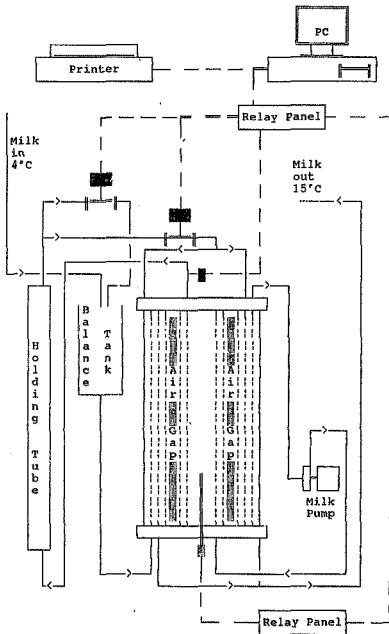 PC
Printer
Relay Panel
Milk
in
4°C
Milk
out
15°C
Balance
Tank
Holding Tube
Air Gap
Air Gap
Milk
Pump
Relay Panel